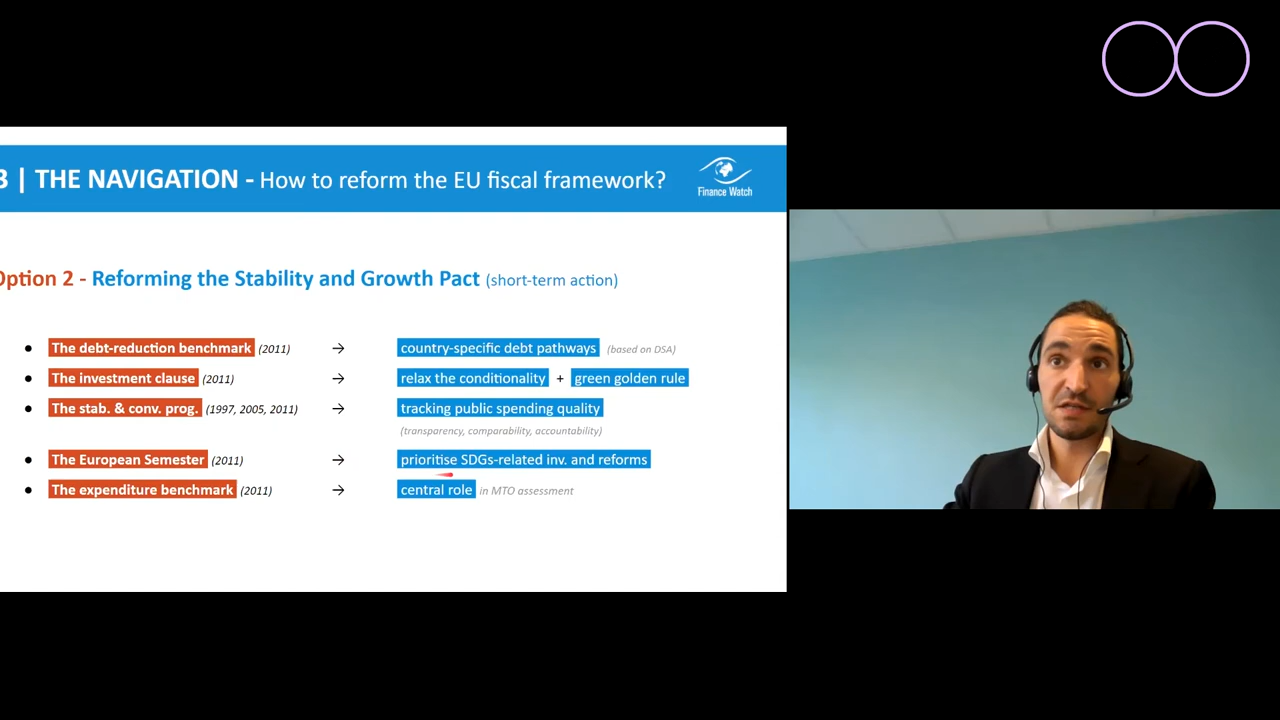 3 | THE NAVIGATION - How to reform the EU fiscal framework?
Finance Watch
Option 2 - Reforming the Stability and Growth Pact (short-term action)
● The debt-reduction benchmark (2011) → country-specific debt pathways (based on DSA)
● The investment clause (2011) → relax the conditionality + green golden rule
● The stab. & conv. prog. (1997, 2005, 2011) → tracking public spending quality
(transparency, comparability, accountability)
● The European Semester (2011) → prioritise SDGs-related inv. and reforms
● The expenditure benchmark (2011) → central role in MTO assessment